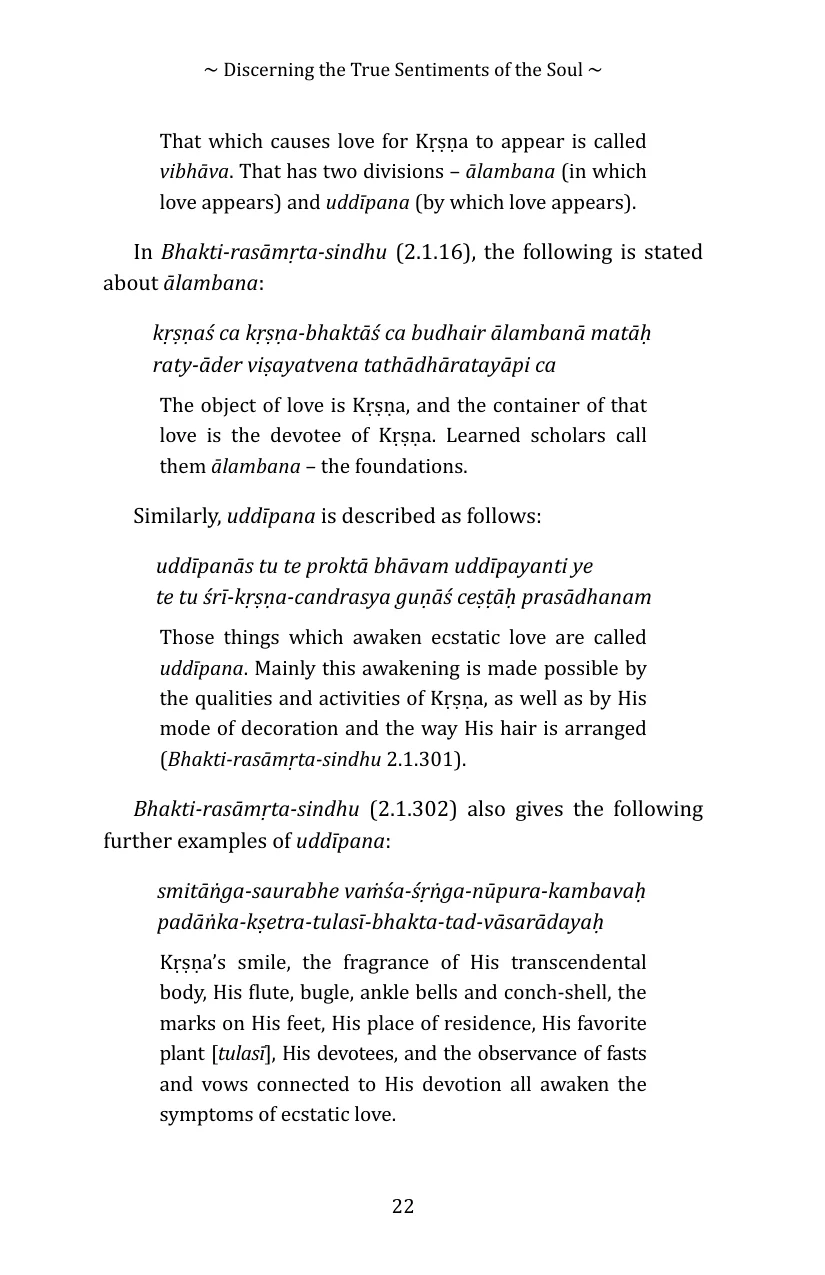 ~ Discerning the True Sentiments of the Soul ~
That which causes love for Kṛṣṇa to appear is called
vibhāva. That has two divisions – ālambana (in which
love appears) and uddīpana (by which love appears).
In Bhakti-rasāmṛta-sindhu (2.1.16), the following is stated
about ālambana:
kṛṣṇaś ca kṛṣṇa-bhaktāś ca budhair ālambanā matāḥ
raty-āder viṣayatvena tathādhāratayāpi ca
The object of love is Kṛṣṇa, and the container of that
love is the devotee of Kṛṣṇa. Learned scholars call
them ālambana – the foundations.
Similarly, uddīpana is described as follows:
uddīpanās tu te proktā bhāvam uddīpayanti ye
te tu śrī-kṛṣṇa-candrasya guṇāś ceṣṭāḥ prasādhanam
Those things which awaken ecstatic love are called
uddīpana. Mainly this awakening is made possible by
the qualities and activities of Kṛṣṇa, as well as by His
mode of decoration and the way His hair is arranged
(Bhakti-rasāmṛta-sindhu 2.1.301).
Bhakti-rasāmṛta-sindhu (2.1.302) also gives the following
further examples of uddīpana:
smitāṅga-saurabhe vaṁśa-śṛṅga-nūpura-kambavaḥ
padāṅka-kṣetra-tulasī-bhakta-tad-vāsarādayaḥ
Kṛṣṇa’s smile, the fragrance of His transcendental
body, His flute, bugle, ankle bells and conch-shell, the
marks on His feet, His place of residence, His favorite
plant [tulasī], His devotees, and the observance of fasts
and vows connected to His devotion all awaken the
symptoms of ecstatic love.
22